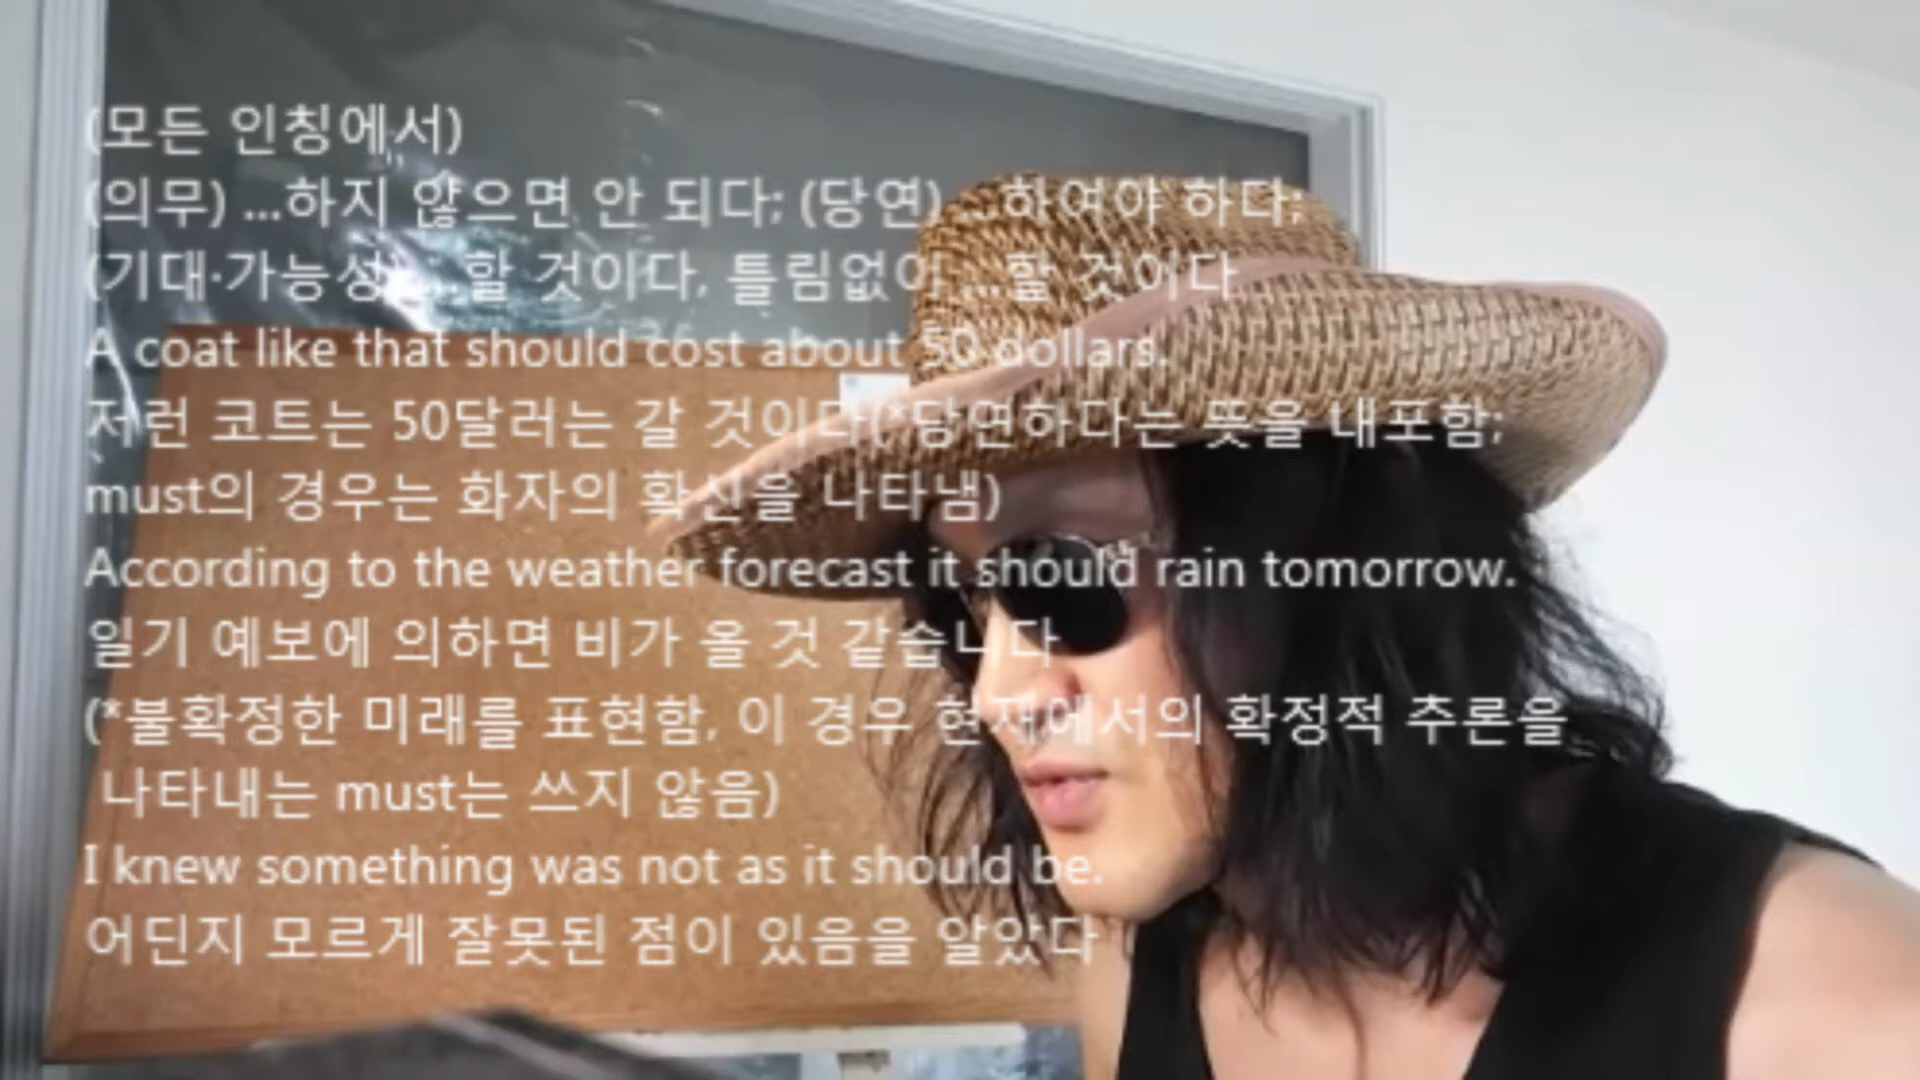 (모든 인칭에서)
(의무) ...하지 않으면 안 되다; (당연) ...하여야 하다;
(기대·가능성) ...할 것이다, 틀림없이 ...할 것이다
A coat like that should cost about 50 dollars.
저런 코트는 50달러는 갈 것이다(*당연하다는 뜻을 내포함;
must의 경우는 화자의 확신을 나타냄)
According to the weather forecast it should rain tomorrow.
일기 예보에 의하면 비가 올 것 같습니다
(*불확정한 미래를 표현함, 이 경우 현재에서의 확정적 추론을
나타내는 must는 쓰지 않음)
I knew something was not as it should be.
어딘지 모르게 잘못된 점이 있음을 알았다